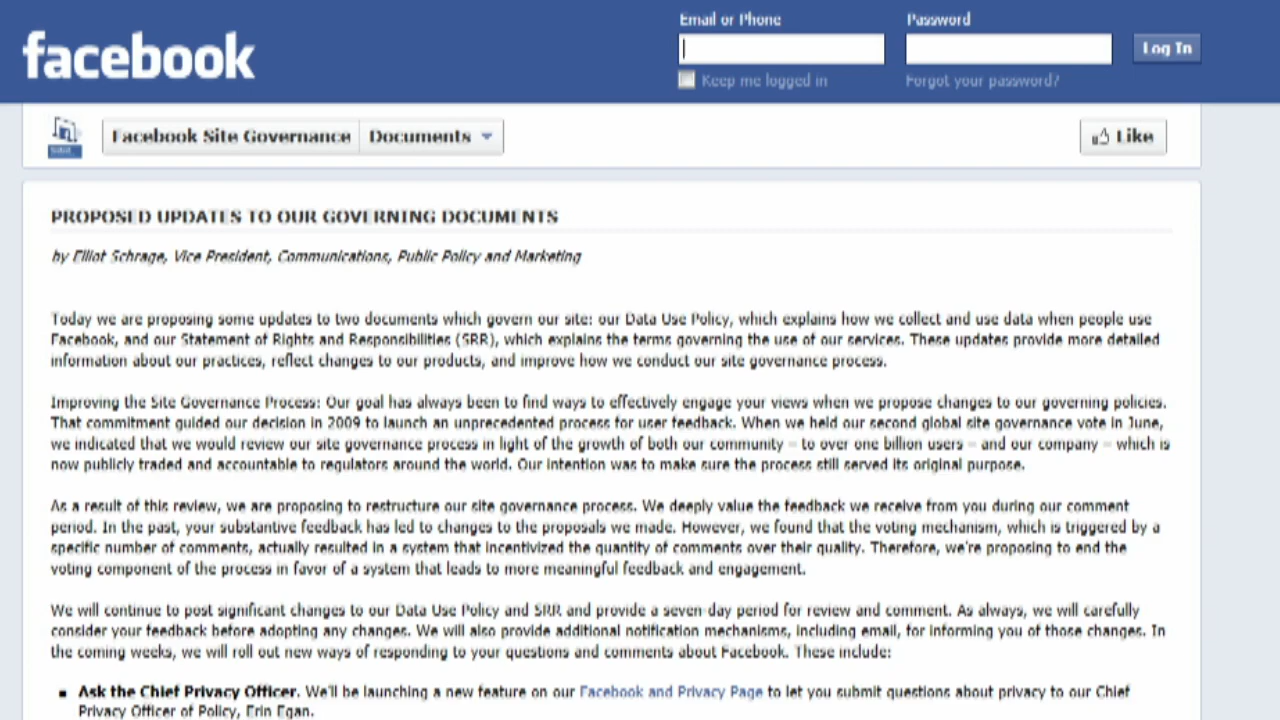 Email or Phone
Password
facebook
Log In
Keep me logged in
Forgot your password?
Facebook Site Governance
Documents
Like
PROPOSED UPDATES TO OUR GOVERNING DOCUMENTS
by Elliot Schrage, Vice President, Communications, Public Policy and Marketing
Today we are proposing some updates to two documents which govern our site: our Data Use Policy, which explains how we collect and use data when people use
Facebook, and our Statement of Rights and Responsibilities (SRR), which explains the terms governing the use of our services. These updates provide more detailed
information about our practices, reflect changes to our products, and improve how we conduct our site governance process.
Improving the Site Governance Process: Our goal has always been to find ways to effectively engage your views when we propose changes to our governing policies.
That commitment guided our decision in 2009 to launch an unprecedented process for user feedback. When we held our second global site governance vote in June,
we indicated that we would review our site governance process in light of the growth of both our community – to over one billion users – and our company – which is
now publicly traded and accountable to regulators around the world. Our intention was to make sure the process still served its original purpose.
As a result of this review, we are proposing to restructure our site governance process. We deeply value the feedback we receive from you during our comment
period. In the past, your substantive feedback has led to changes to the proposals we made. However, we found that the voting mechanism, which is triggered by a
specific number of comments, actually resulted in a system that incentivized the quantity of comments over their quality. Therefore, we're proposing to end the
voting component of the process in favor of a system that leads to more meaningful feedback and engagement.
We will continue to post significant changes to our Data Use Policy and SRR and provide a seven-day period for review and comment. As always, we will carefully
consider your feedback before adopting any changes. We will also provide additional notification mechanisms, including email, for informing you of those changes. In
the coming weeks, we will roll out new ways of responding to your questions and comments about Facebook. These include:
▪ Ask the Chief Privacy Officer. We'll be launching a new feature on our Facebook and Privacy Page to let you submit questions about privacy to our Chief
Privacy Officer of Policy, Erin Egan.